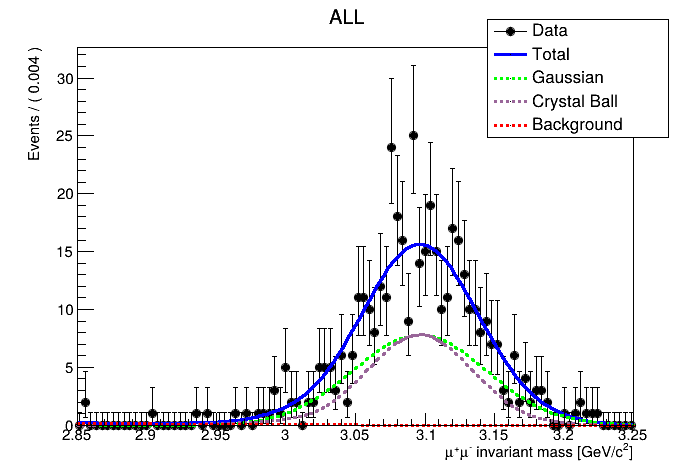 ALL
Data
Total
Gaussian
Crystal Ball
Background
Events / ( 0.004 )
30
25
20
15
10
5
0
2.85 2.9 2.95 3 3.05 3.1 3.15 3.2 3.25
μ⁺μ⁻ invariant mass [GeV/c²]